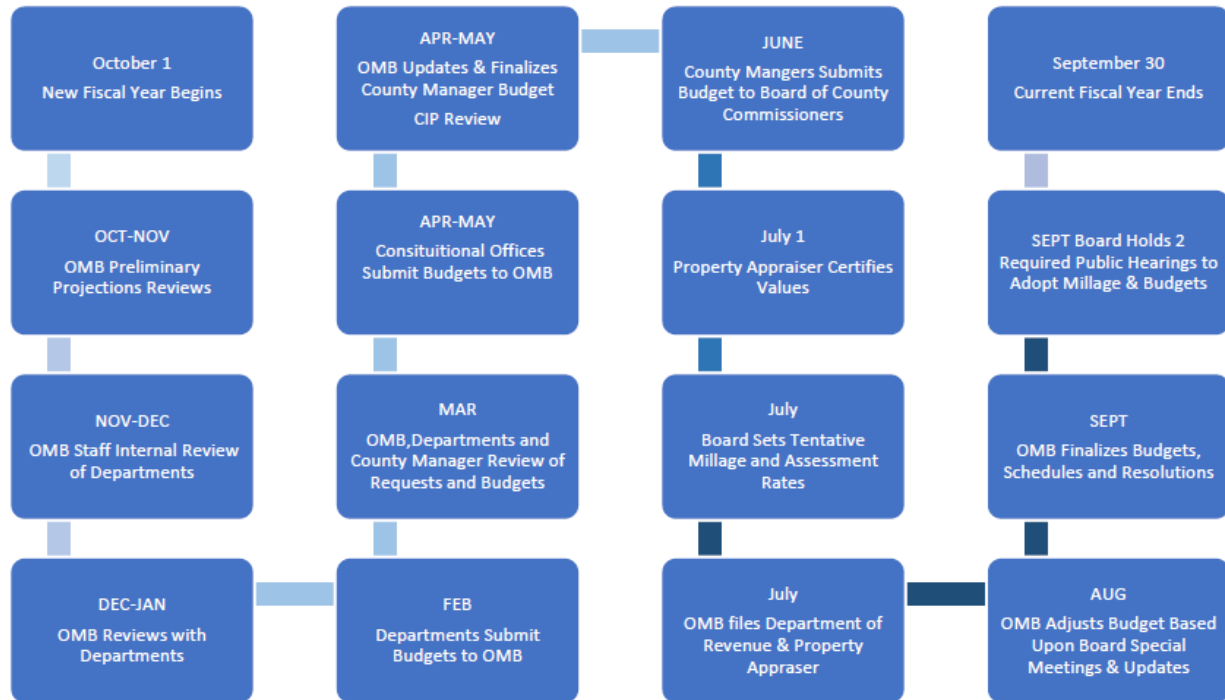 October 1
New Fiscal Year Begins
OCT-NOV
OMB Preliminary
Projections Reviews
NOV-DEC
OMB Staff Internal Review
of Departments
DEC-JAN
OMB Reviews with
Departments
FEB
Departments Submit
Budgets to OMB
MAR
OMB,Departments and
County Manager Review of
Requests and Budgets
APR-MAY
Consituitional Offices
Submit Budgets to OMB
APR-MAY
OMB Updates & Finalizes
County Manager Budget
CIP Review
JUNE
County Mangers Submits
Budget to Board of County
Commissioners
July 1
Property Appraiser Certifies
Values
July
Board Sets Tentative
Millage and Assessment
Rates
July
OMB files Department of
Revenue & Property
Appraser
AUG
OMB Adjusts Budget Based
Upon Board Special
Meetings & Updates
SEPT
OMB Finalizes Budgets,
Schedules and Resolutions
SEPT Board Holds 2
Required Public Hearings to
Adopt Millage & Budgets
September 30
Current Fiscal Year Ends